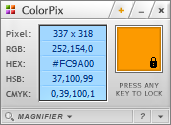 ColorPix
Pixel: 337 x 318
RGB: 252,154,0
HEX: #FC9A00
HSB: 37,100,99
CMYK: 0,39,100,1
PRESS ANY
KEY TO LOCK
MAGNIFIER